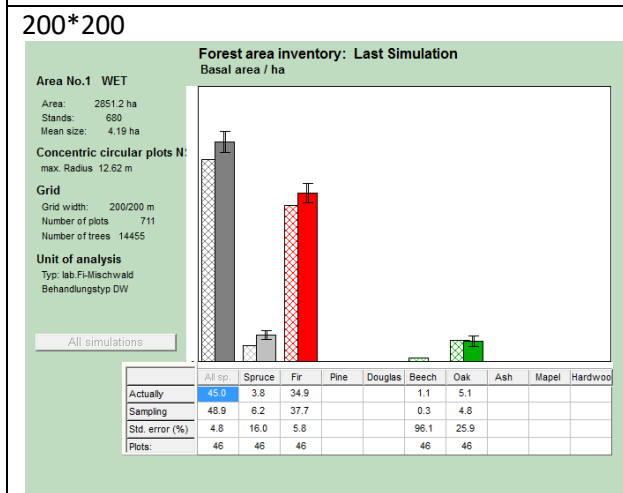 200*200
Forest area inventory: Last Simulation
Basal area / ha
Area No.1 WET
Area: 2851.2 ha
Stands: 680
Mean size: 4.19 ha
Concentric circular plots N:
max. Radius 12.62 m
Grid
Grid width: 200/200 m
Number of plots 711
Number of trees 14455
Unit of analysis
Typ: lab.Fi-Mischwald
Behandlungstyp DW
All simulations
All sp. Spruce Fir Pine Douglas Beech Oak Ash Mapel Hardwoo
Actually 45.0 3.8 34.9 1.1 5.1
Sampling 48.9 6.2 37.7 0.3 4.8
Std. error (%) 4.8 16.0 5.8 96.1 25.9
Plots: 46 46 46 46 46